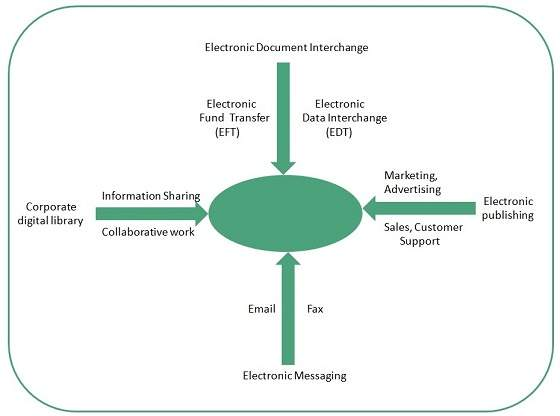 Electronic Document Interchange
Electronic
Fund Transfer
(EFT)
Electronic
Data Interchange
(EDT)
Marketing,
Advertising
Information Sharing
Corporate
digital library
Electronic
publishing
Collaborative work
Sales, Customer
Support
Email
Fax
Electronic Messaging